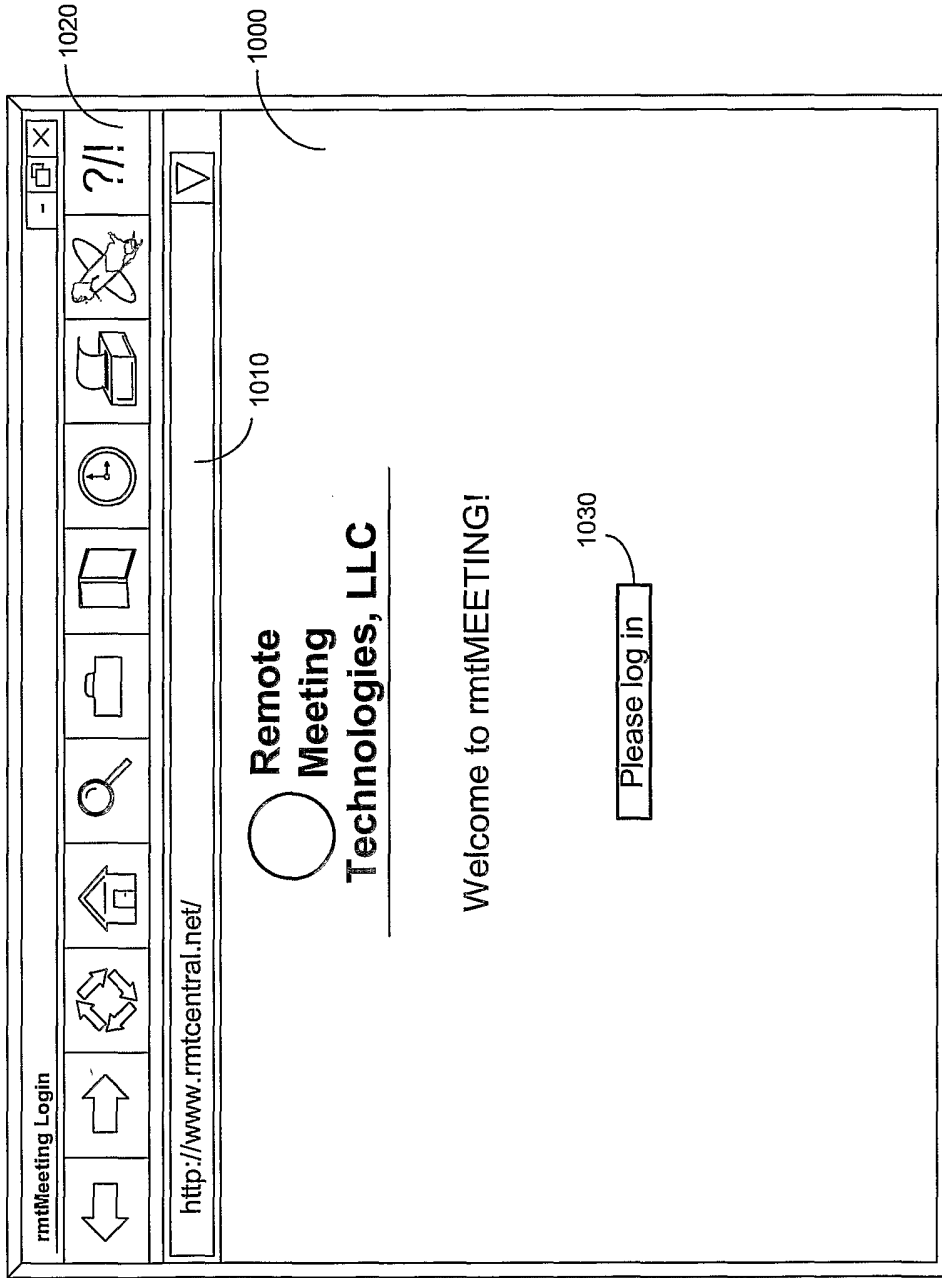 rmtMeeting Login
- X
?/!
1020
http://www.rmtcentral.net/
1010
1000
Remote
Meeting
Technologies, LLC
Welcome to rmtMEETING!
Please log in
1030